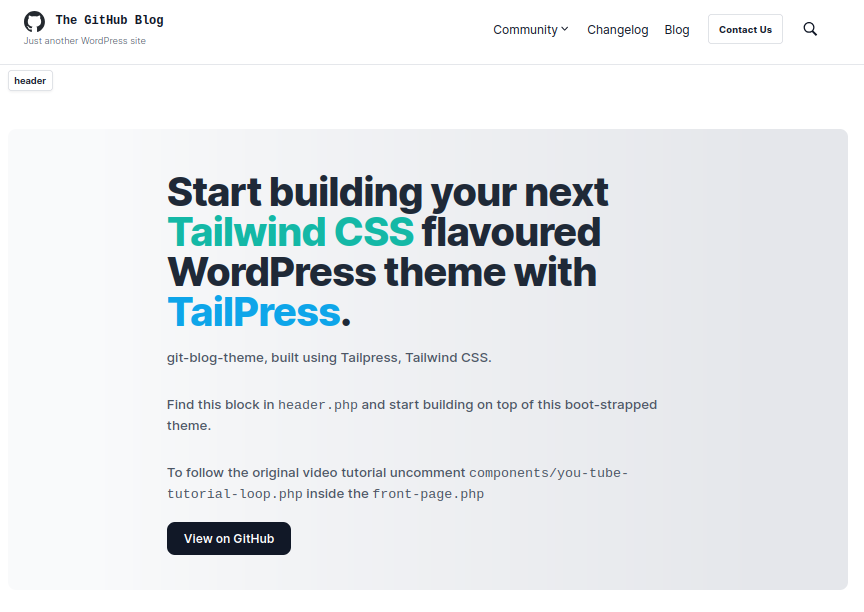 The GitHub Blog
Just another WordPress site
Community
Changelog
Blog
Contact Us
header
Start building your next
Tailwind CSS flavoured
WordPress theme with
TailPress.
git-blog-theme, built using Tailpress, Tailwind CSS.
Find this block in header.php and start building on top of this boot-strapped
theme.
To follow the original video tutorial uncomment components/you-tube-
tutorial-loop.php inside the front-page.php
View on GitHub